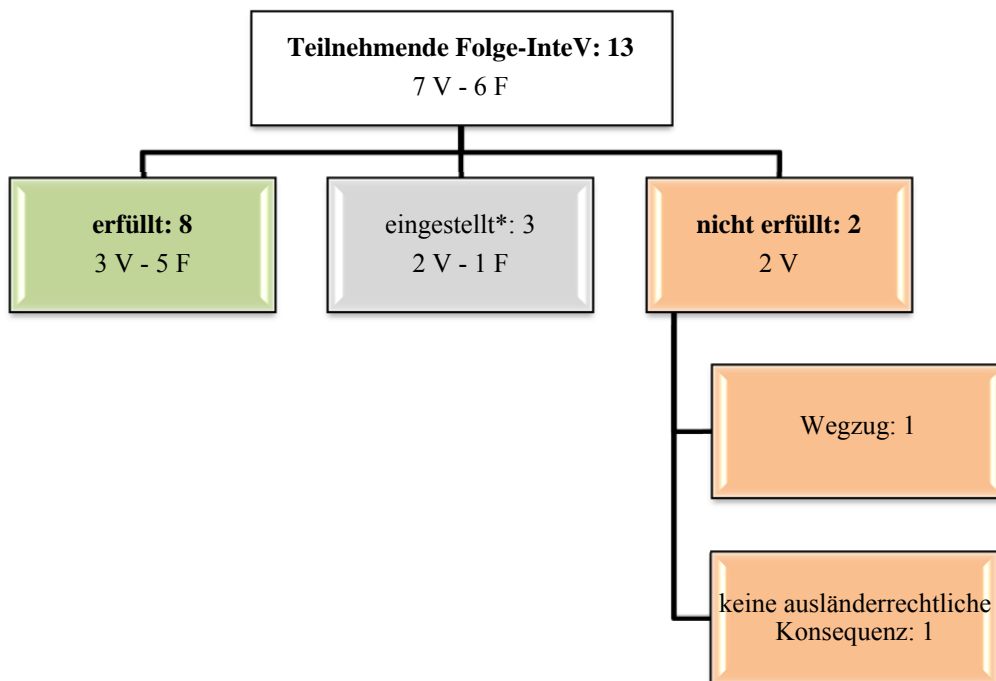 Teilnehmende Folge-InteV: 13
7 V - 6 F
erfüllt: 8
3 V - 5 F
eingestellt*: 3
2 V - 1 F
nicht erfüllt: 2
2 V
Wegzug: 1
keine ausländerrechtliche
Konsequenz: 1